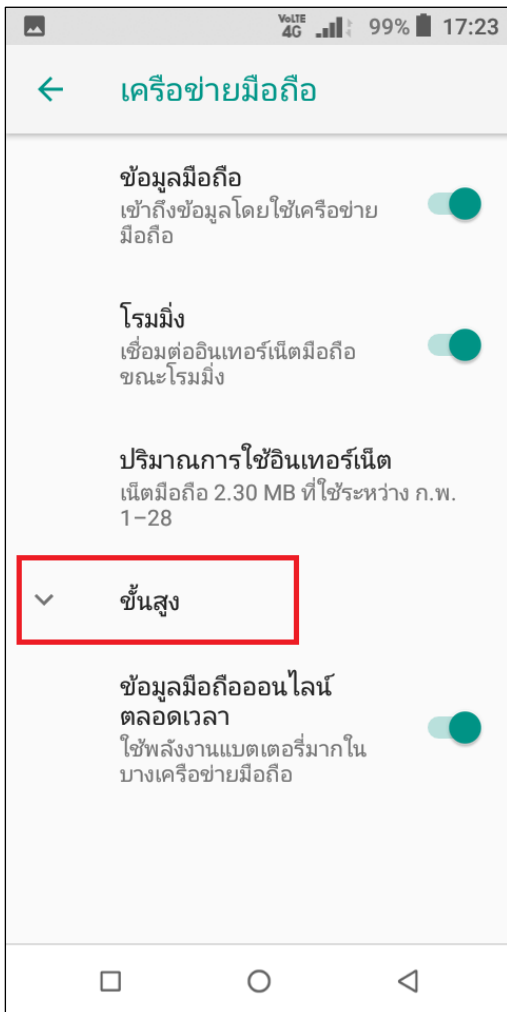 VoLTE
4G 99% 17:23
เครือข่ายมือถือ
ข้อมูลมือถือ
เข้าถึงข้อมูลโดยใช้เครือข่าย
มือถือ
โรมมิ่ง
เชื่อมต่ออินเทอร์เน็ตมือถือ
ขณะโรมมิ่ง
ปริมาณการใช้อินเทอร์เน็ต
เน็ตมือถือ 2.30 MB ที่ใช้ระหว่าง ก.พ.
1–28
ขั้นสูง
ข้อมูลมือถือออนไลน์
ตลอดเวลา
ใช้พลังงานแบตเตอรี่มากใน
บางเครือข่ายมือถือ